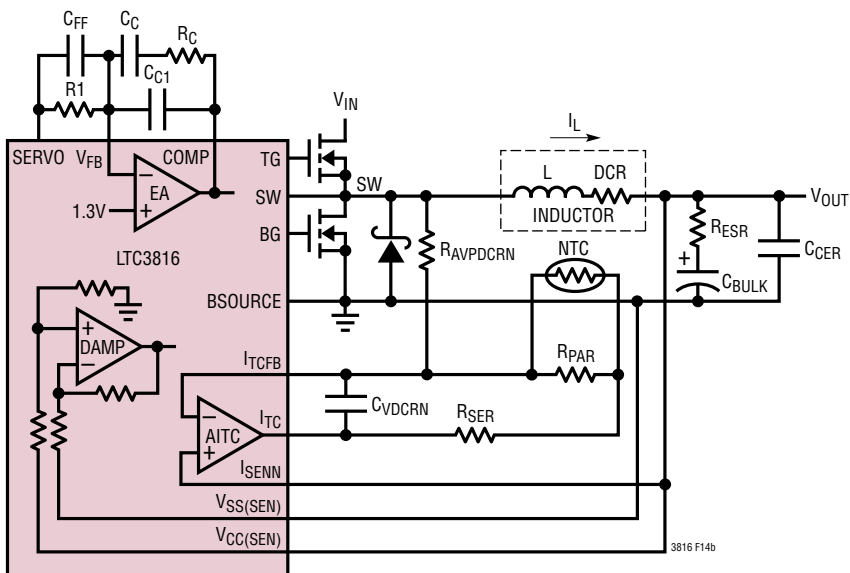 CFF
CC
RC
R1
CC1
VIN
IL
SERVO
VFB
COMP
TG
SW
L
DCR
EA
SW
INDUCTOR
VOUT
1.3V
BG
RAVPDCRN
NTC
RESR
CCER
LTC3816
CBULK
BSOURCE
DAMP
ITCFB
RPAR
CVDCRN
ITC
RSER
AITC
ISENN
VSS(SEN)
VCC(SEN)
3816 F14b